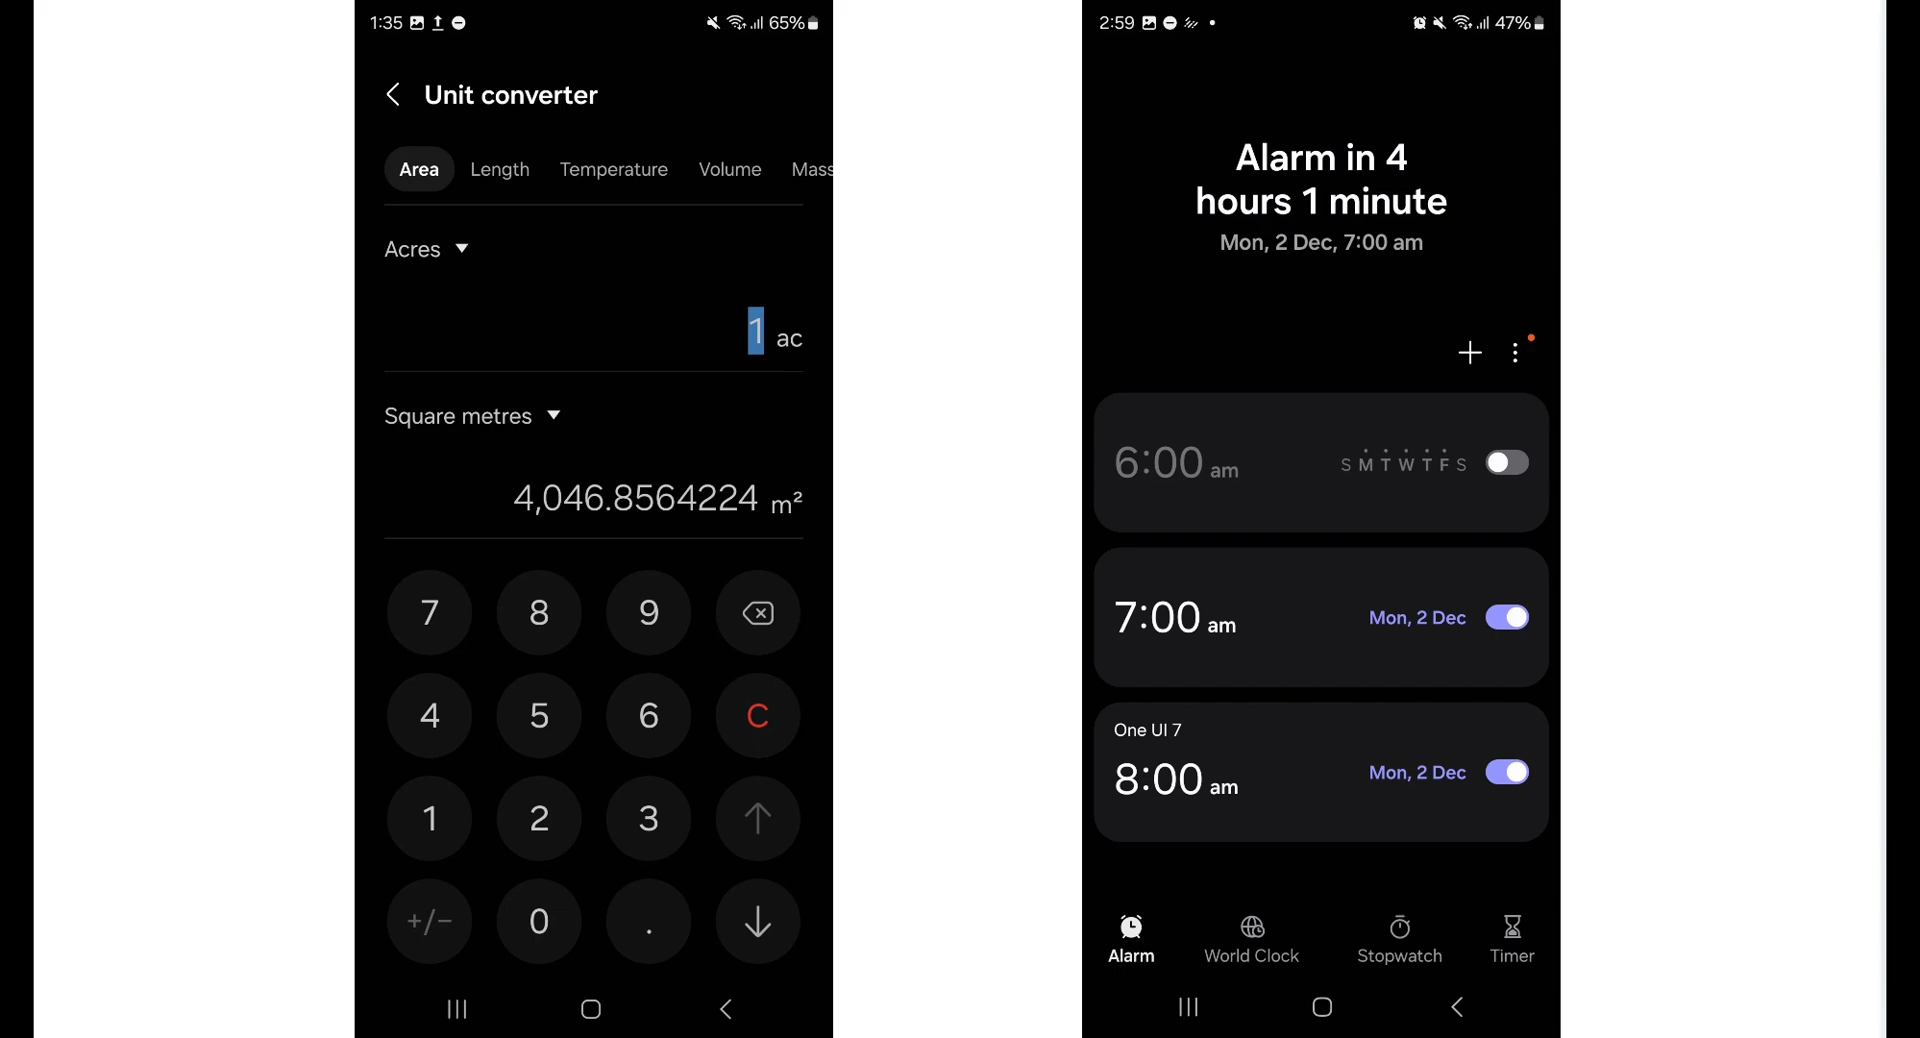 1:35
65%
Unit converter
Area Length Temperature Volume Mass
Acres
1 ac
Square metres
4,046.8564224 m²
7 8 9
4 5 6 C
1 2 3
+/− 0 .
2:59
47%
Alarm in 4
hours 1 minute
Mon, 2 Dec, 7:00 am
6:00 am S M T W T F S
7:00 am Mon, 2 Dec
One UI 7
8:00 am Mon, 2 Dec
Alarm World Clock Stopwatch Timer